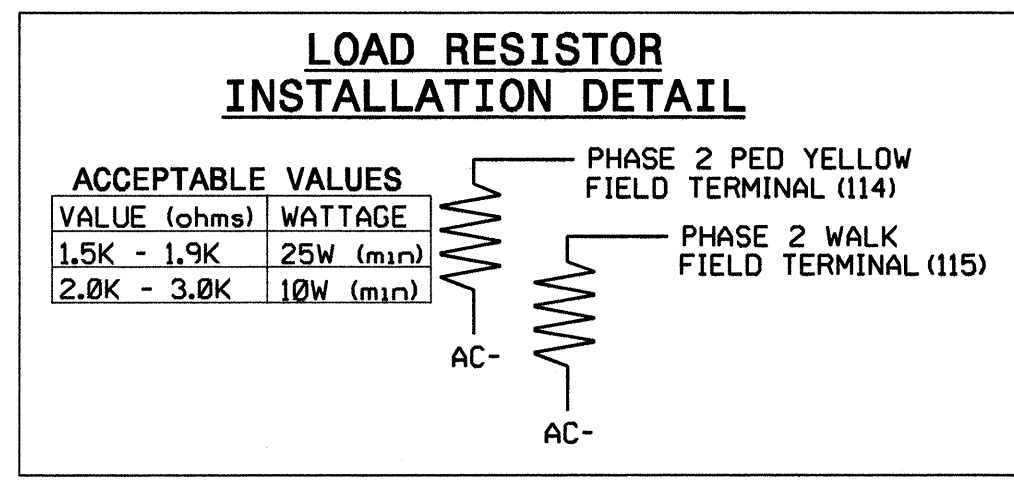 LOAD RESISTOR
INSTALLATION DETAIL
ACCEPTABLE VALUES
VALUE (ohms) WATTAGE
1.5K - 1.9K 25W (min)
2.0K - 3.0K 10W (min)
PHASE 2 PED YELLOW
FIELD TERMINAL (114)
PHASE 2 WALK
FIELD TERMINAL (115)
AC-
AC-